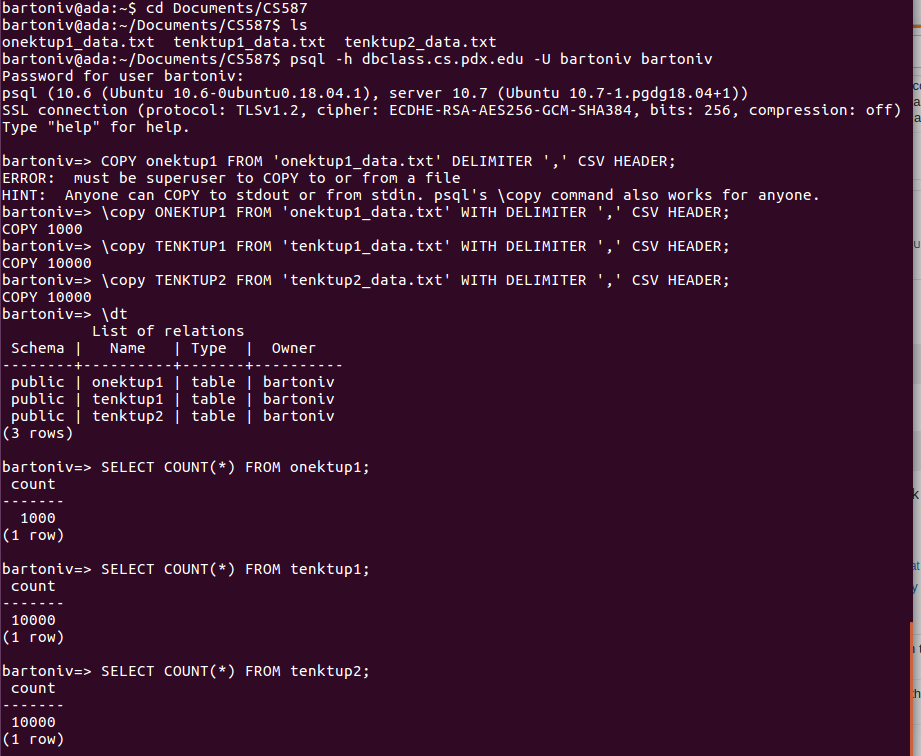 bartoniv@ada:~$ cd Documents/CS587
bartoniv@ada:~/Documents/CS587$ ls
onektup1_data.txt  tenktup1_data.txt  tenktup2_data.txt
bartoniv@ada:~/Documents/CS587$ psql -h dbclass.cs.pdx.edu -U bartoniv bartoniv
Password for user bartoniv:
psql (10.6 (Ubuntu 10.6-0ubuntu0.18.04.1), server 10.7 (Ubuntu 10.7-1.pgdg18.04+1))
SSL connection (protocol: TLSv1.2, cipher: ECDHE-RSA-AES256-GCM-SHA384, bits: 256, compression: off)
Type "help" for help.

bartoniv=> COPY onektup1 FROM 'onektup1_data.txt' DELIMITER ',' CSV HEADER;
ERROR:  must be superuser to COPY to or from a file
HINT:  Anyone can COPY to stdout or from stdin. psql's \copy command also works for anyone.
bartoniv=> \copy ONEKTUP1 FROM 'onektup1_data.txt' WITH DELIMITER ',' CSV HEADER;
COPY 1000
bartoniv=> \copy TENKTUP1 FROM 'tenktup1_data.txt' WITH DELIMITER ',' CSV HEADER;
COPY 10000
bartoniv=> \copy TENKTUP2 FROM 'tenktup2_data.txt' WITH DELIMITER ',' CSV HEADER;
COPY 10000
bartoniv=> \dt
          List of relations
 Schema |   Name   | Type  |  Owner
--------+----------+-------+----------
 public | onektup1 | table | bartoniv
 public | tenktup1 | table | bartoniv
 public | tenktup2 | table | bartoniv
(3 rows)

bartoniv=> SELECT COUNT(*) FROM onektup1;
 count
-------
  1000
(1 row)

bartoniv=> SELECT COUNT(*) FROM tenktup1;
 count
-------
 10000
(1 row)

bartoniv=> SELECT COUNT(*) FROM tenktup2;
 count
-------
 10000
(1 row)